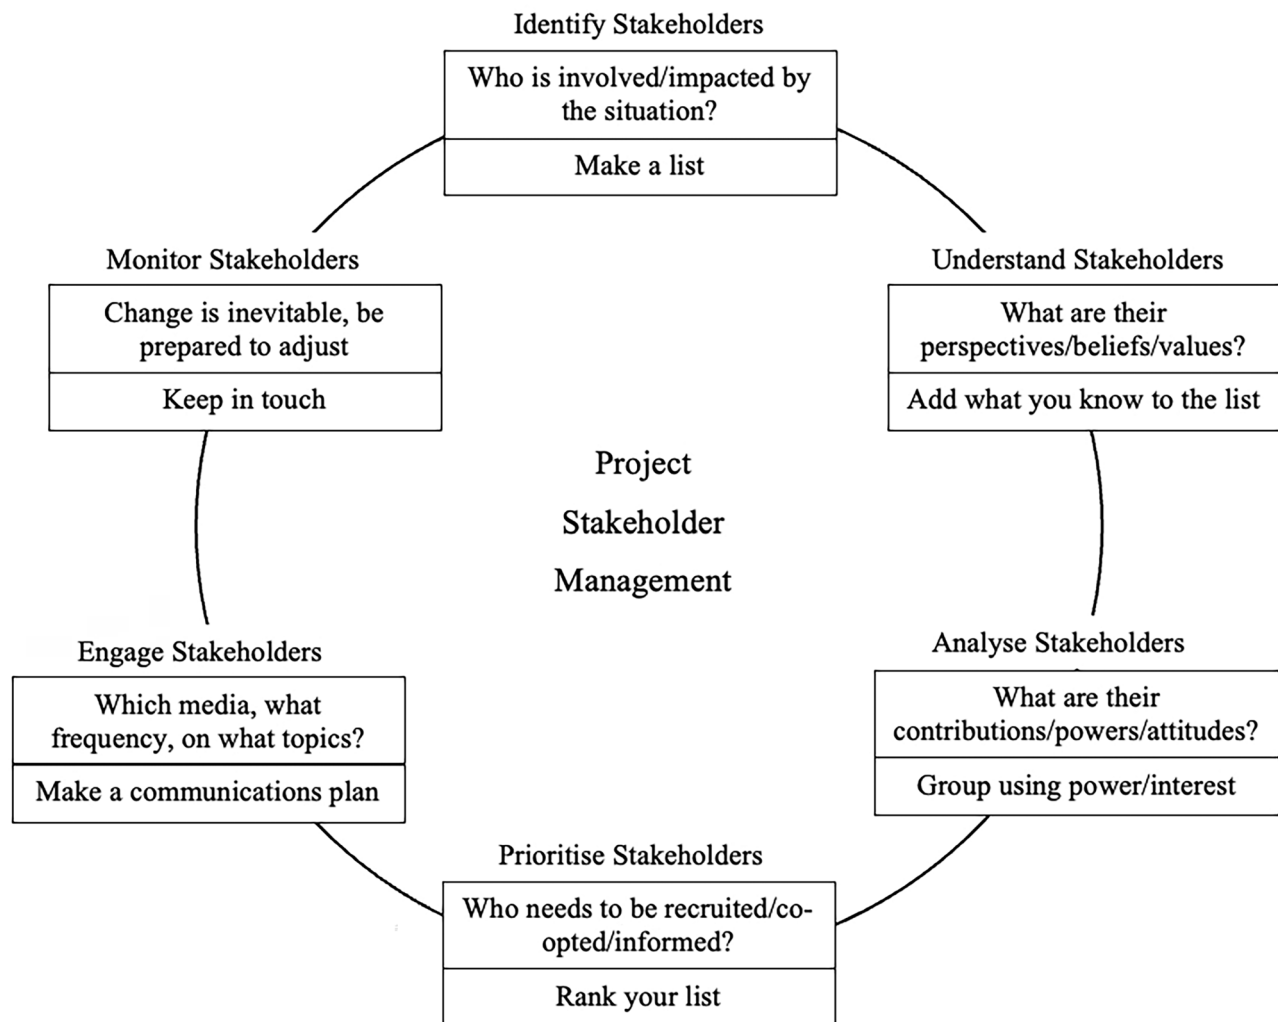 Identify Stakeholders
Who is involved/impacted by
the situation?
Make a list
Understand Stakeholders
What are their
perspectives/beliefs/values?
Add what you know to the list
Analyse Stakeholders
What are their
contributions/powers/attitudes?
Group using power/interest
Prioritise Stakeholders
Who needs to be recruited/co-
opted/informed?
Rank your list
Engage Stakeholders
Which media, what
frequency, on what topics?
Make a communications plan
Monitor Stakeholders
Change is inevitable, be
prepared to adjust
Keep in touch
Project
Stakeholder
Management